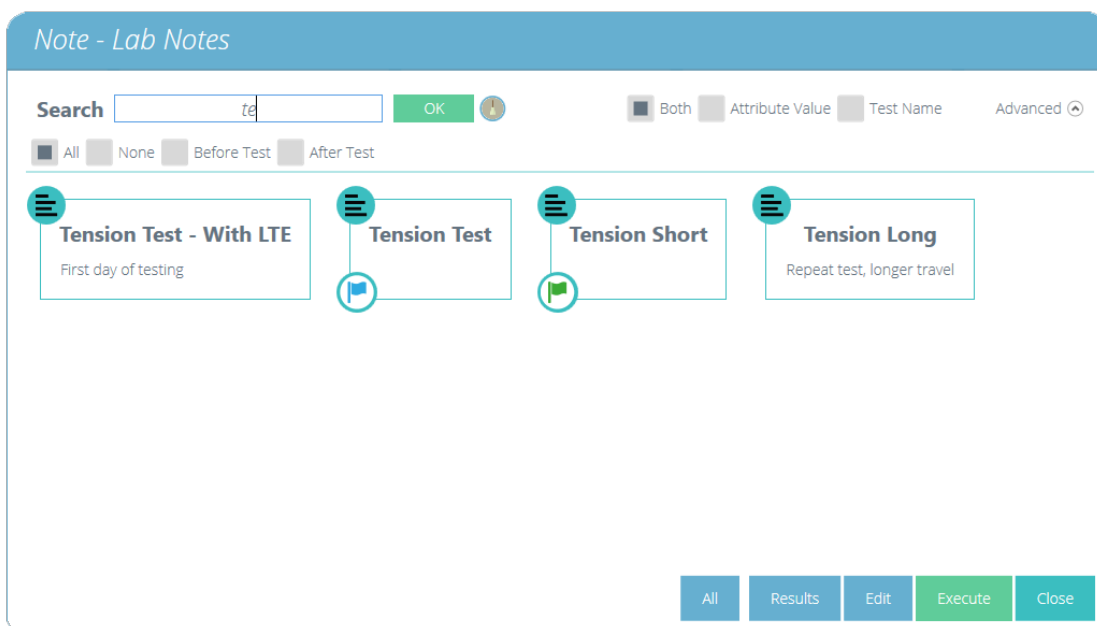 Note - Lab Notes
Search te OK Both Attribute Value Test Name Advanced
All None Before Test After Test
Tension Test - With LTE
First day of testing
Tension Test
Tension Short
Tension Long
Repeat test, longer travel
All Results Edit Execute Close